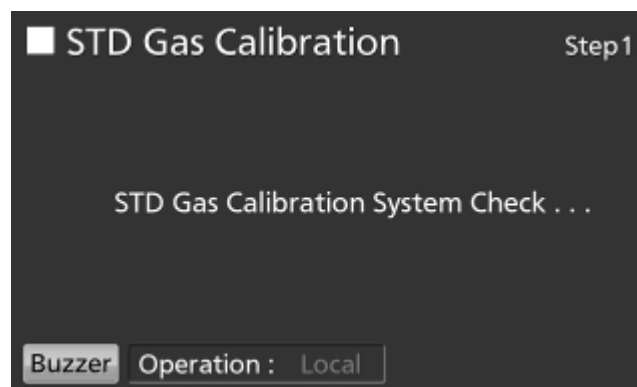 STD Gas Calibration
Step1
STD Gas Calibration System Check . . .
Buzzer
Operation : Local